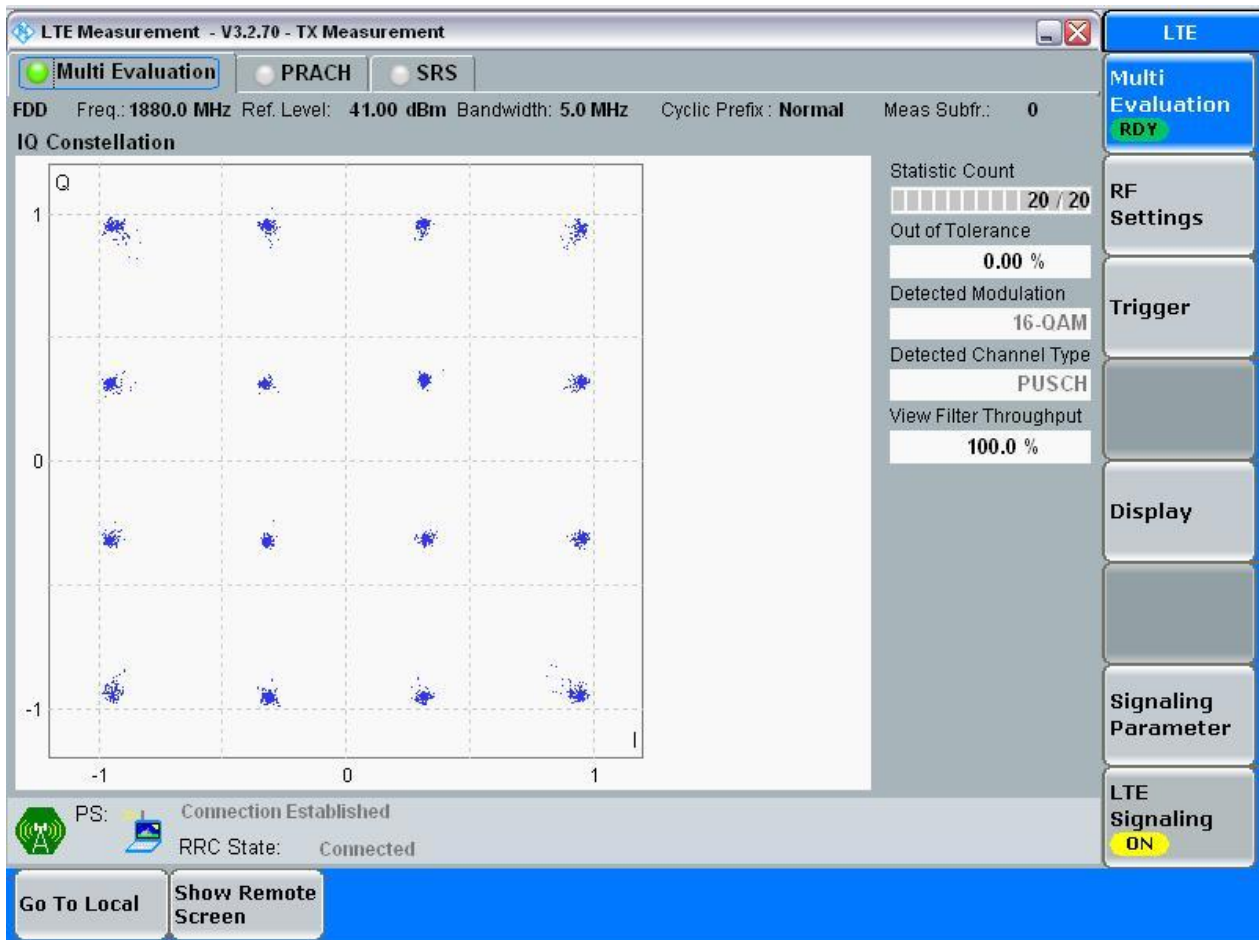 LTE Measurement - V3.2.70 - TX Measurement
LTE
Multi Evaluation
PRACH
SRS
Multi
Evaluation
RDY
FDD Freq.: 1880.0 MHz Ref. Level: 41.00 dBm Bandwidth: 5.0 MHz Cyclic Prefix : Normal Meas Subfr.: 0
IQ Constellation
Q
1
0
-1
I
-1
0
1
Statistic Count
20 / 20
Out of Tolerance
0.00 %
Detected Modulation
16-QAM
Detected Channel Type
PUSCH
View Filter Throughput
100.0 %
RF
Settings
Trigger
Display
Signaling
Parameter
LTE
Signaling
ON
PS: Connection Established
RRC State: Connected
Go To Local
Show Remote
Screen